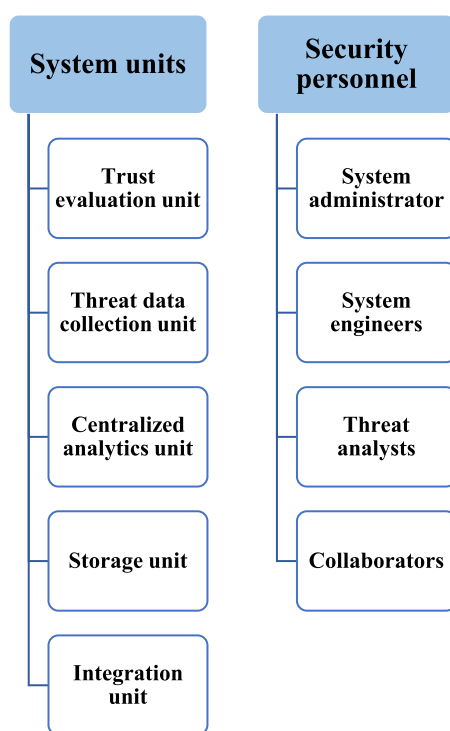 System units
Trust
evaluation unit
Threat data
collection unit
Centralized
analytics unit
Storage unit
Integration
unit
Security
personnel
System
administrator
System
engineers
Threat
analysts
Collaborators